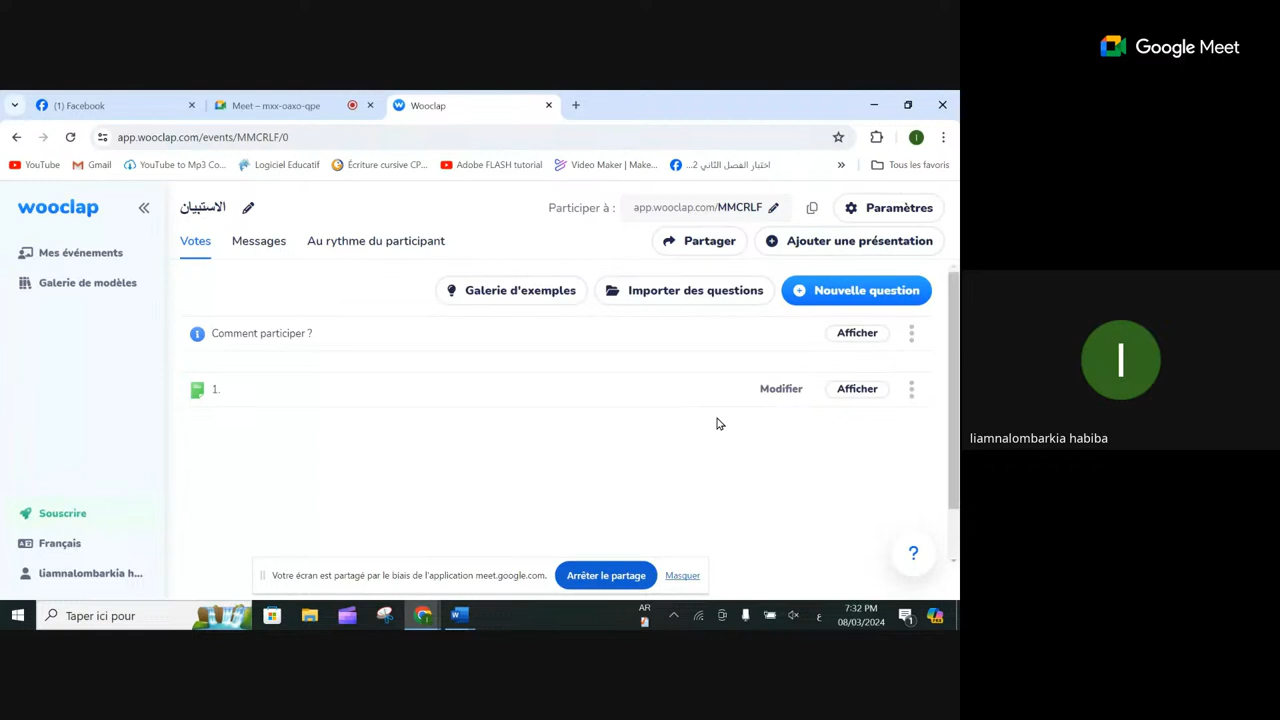 Google Meet
(1) Facebook
Meet – mxx-oaxo-qpe
Wooclap
app.wooclap.com/events/MMCRLF/0
YouTube
Gmail
YouTube to Mp3 Co...
Logiciel Educatif
Écriture cursive CP...
Adobe FLASH tutorial
Video Maker | Make...
اختبار الفصل الثاني 2...
»
Tous les favoris
wooclap
الاستبيان
Participer à :
app.wooclap.com/MMCRLF
Paramètres
Votes
Messages
Au rythme du participant
Partager
Ajouter une présentation
Mes événements
Galerie de modèles
Galerie d'exemples
Importer des questions
Nouvelle question
Comment participer ?
Afficher
1.
Modifier
Afficher
I
liamnalombarkia habiba
Souscrire
Français
liamnalombarkia h...
?
Votre écran est partagé par le biais de l'application meet.google.com.
Arrêter le partage
Masquer
Taper ici pour
AR
ع
7:32 PM
08/03/2024
1